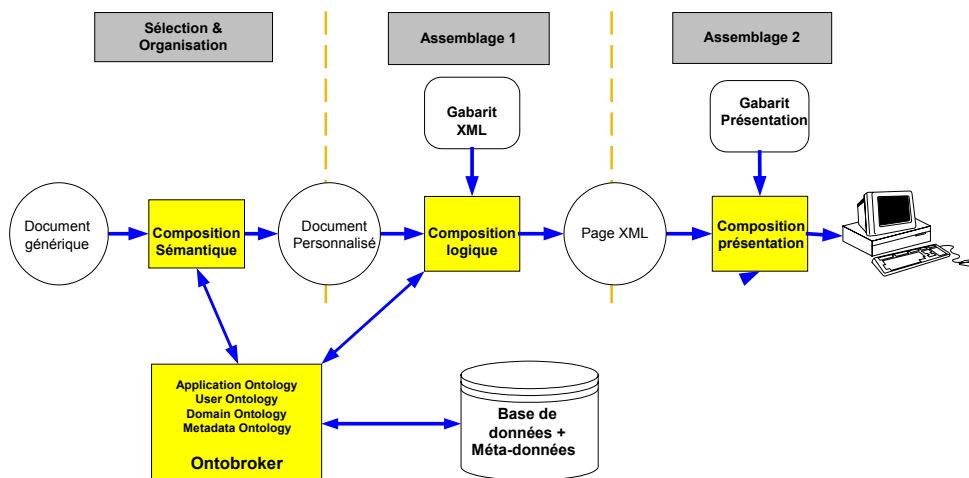 Sélection &
Organisation
Assemblage 1
Assemblage 2
Gabarit
XML
Gabarit
Présentation
Document
générique
Composition
Sémantique
Document
Personnalisé
Composition
logique
Page XML
Composition
présentation
Application Ontology
User Ontology
Domain Ontology
Metadata Ontology
Ontobroker
Base de
données +
Méta-données